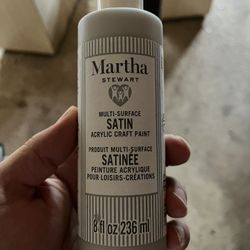 Martha
STEWART
MULTI-SURFACE
SATIN
ACRYLIC CRAFT PAINT
PRODUIT MULTI-SURFACE
SATINÉE
PEINTURE ACRYLIQUE
POUR LOISIRS-CRÉATIONS
8 fl oz 236 ml